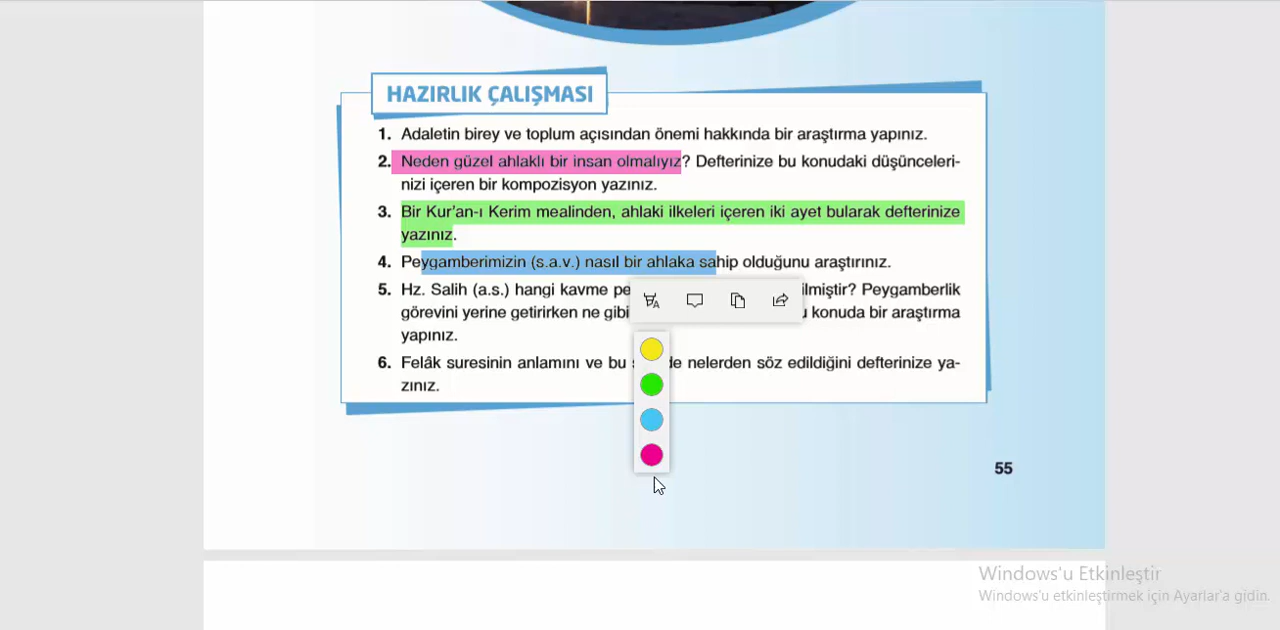 HAZIRLIK ÇALIŞMASI
1. Adaletin birey ve toplum açısından önemi hakkında bir araştırma yapınız.
2. Neden güzel ahlaklı bir insan olmalıyız? Defterinize bu konudaki düşünceleri-
nizi içeren bir kompozisyon yazınız.
3. Bir Kur'an-ı Kerim mealinden, ahlaki ilkeleri içeren iki ayet bularak defterinize
yazınız.
4. Peygamberimizin (s.a.v.) nasıl bir ahlaka sahip olduğunu araştırınız.
5. Hz. Salih (a.s.) hangi kavme pe ilmiştir? Peygamberlik
görevini yerine getirirken ne gibi konuda bir araştırma
yapınız.
6. Felâk suresinin anlamını ve bu de nelerden söz edildiğini defterinize ya-
zınız.
55
Windows'u Etkinleştir
Windows'u etkinleştirmek için Ayarlar'a gidin.